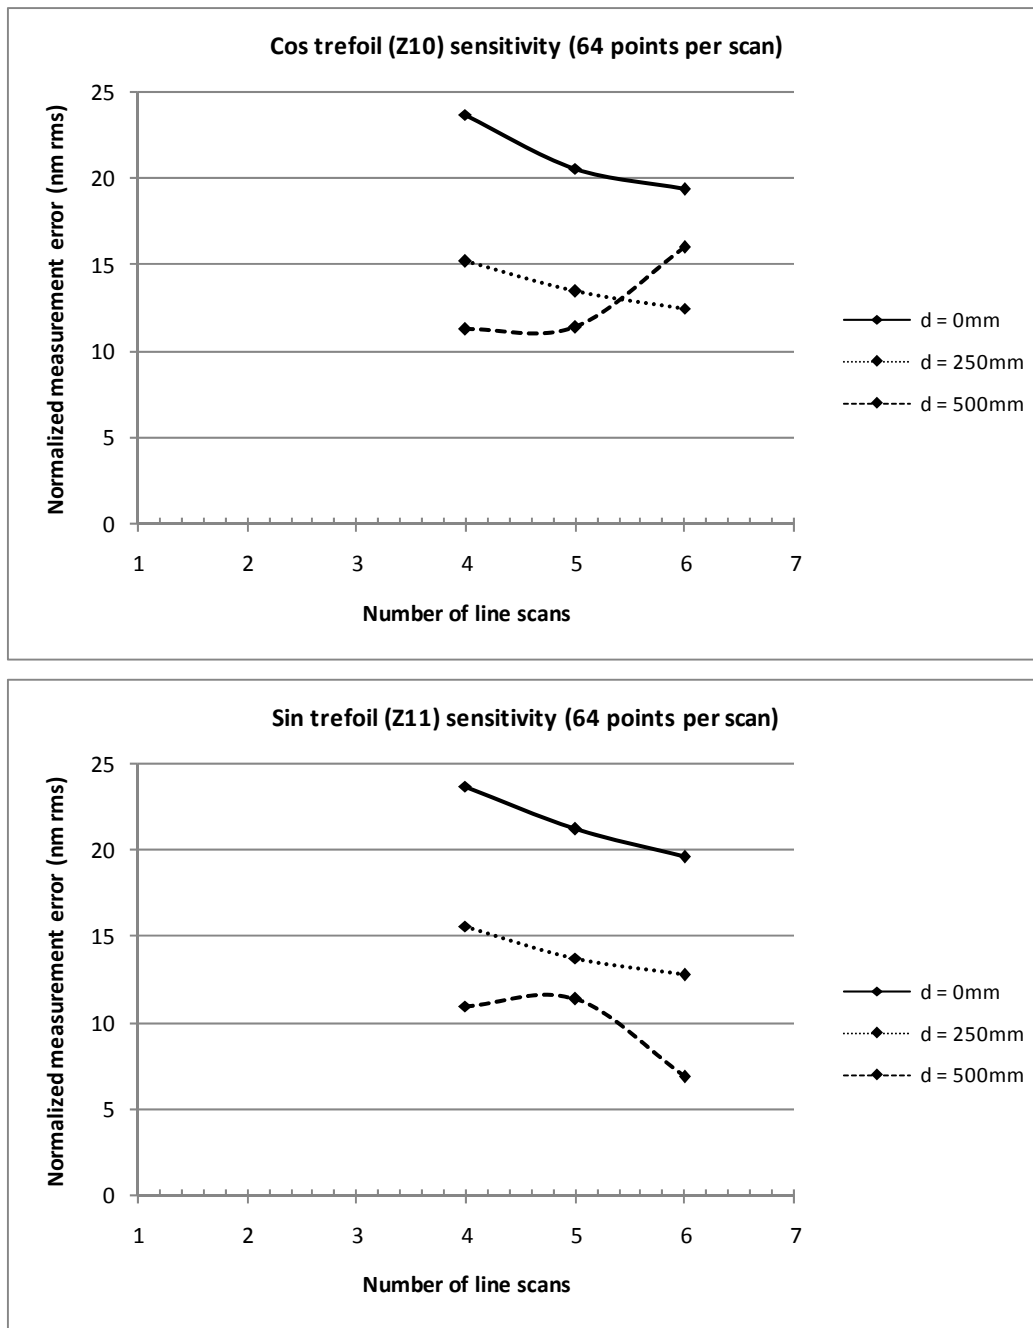 Cos trefoil (Z10) sensitivity (64 points per scan)
Normalized measurement error (nm rms)
25
20
15
10
5
0
1 2 3 4 5 6 7
Number of line scans
d = 0mm
d = 250mm
d = 500mm
Sin trefoil (Z11) sensitivity (64 points per scan)
Normalized measurement error (nm rms)
25
20
15
10
5
0
1 2 3 4 5 6 7
Number of line scans
d = 0mm
d = 250mm
d = 500mm